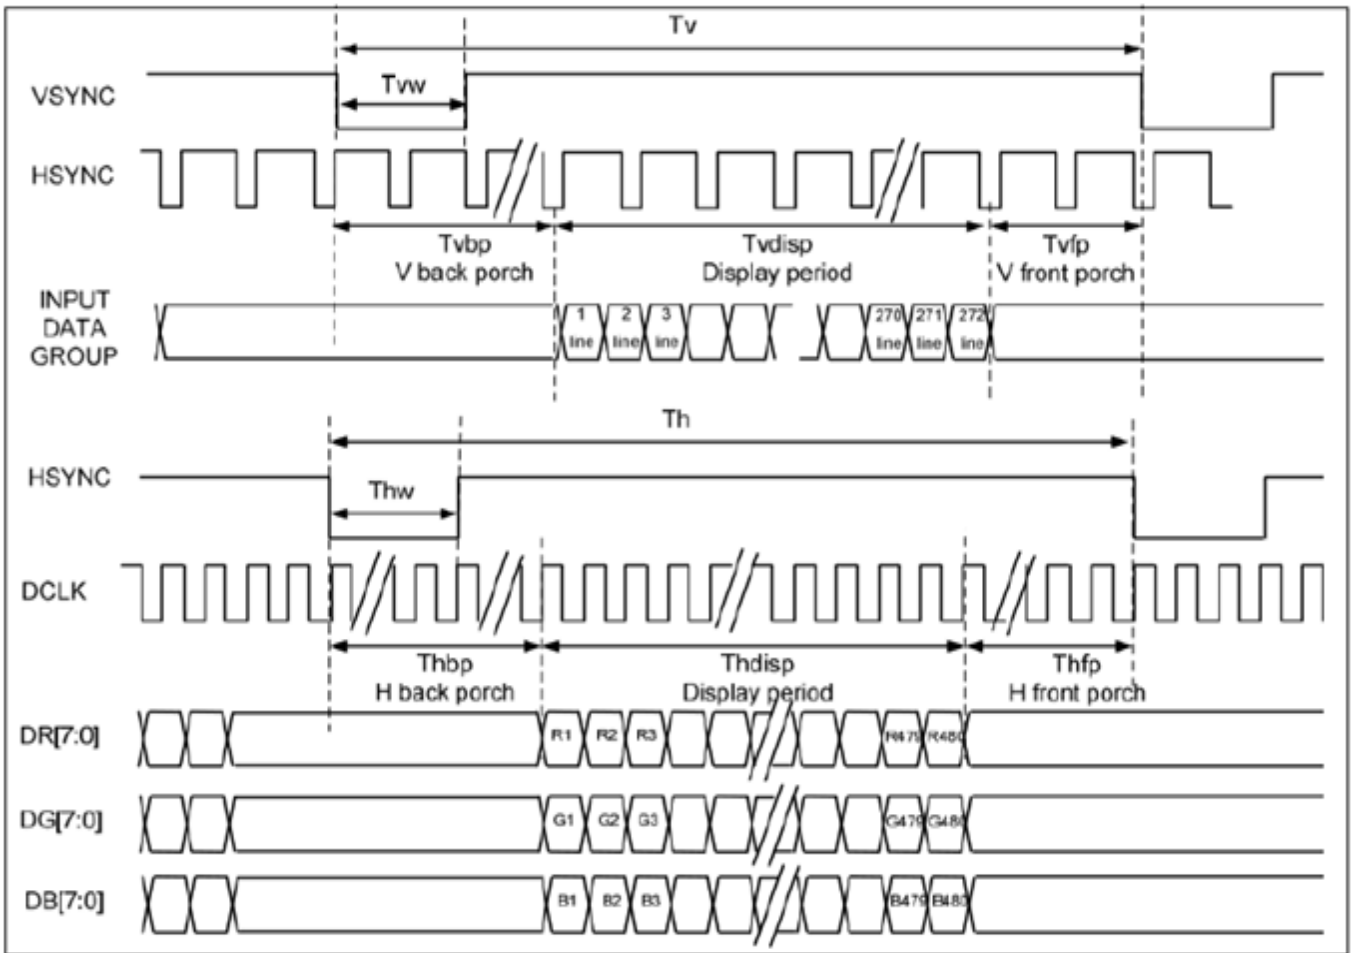 Tv
VSYNC
Tvw
HSYNC
Tvbp
V back porch
Tvdisp
Display period
Tvfp
V front porch
INPUT
DATA
GROUP
1
line
2
line
3
line
270
line
271
line
272
line
Th
HSYNC
Thw
DCLK
Thbp
H back porch
Thdisp
Display period
Thfp
H front porch
DR[7:0]
R1
R2
R3
R479
R480
DG[7:0]
G1
G2
G3
G479
G480
DB[7:0]
B1
B2
B3
B479
B480